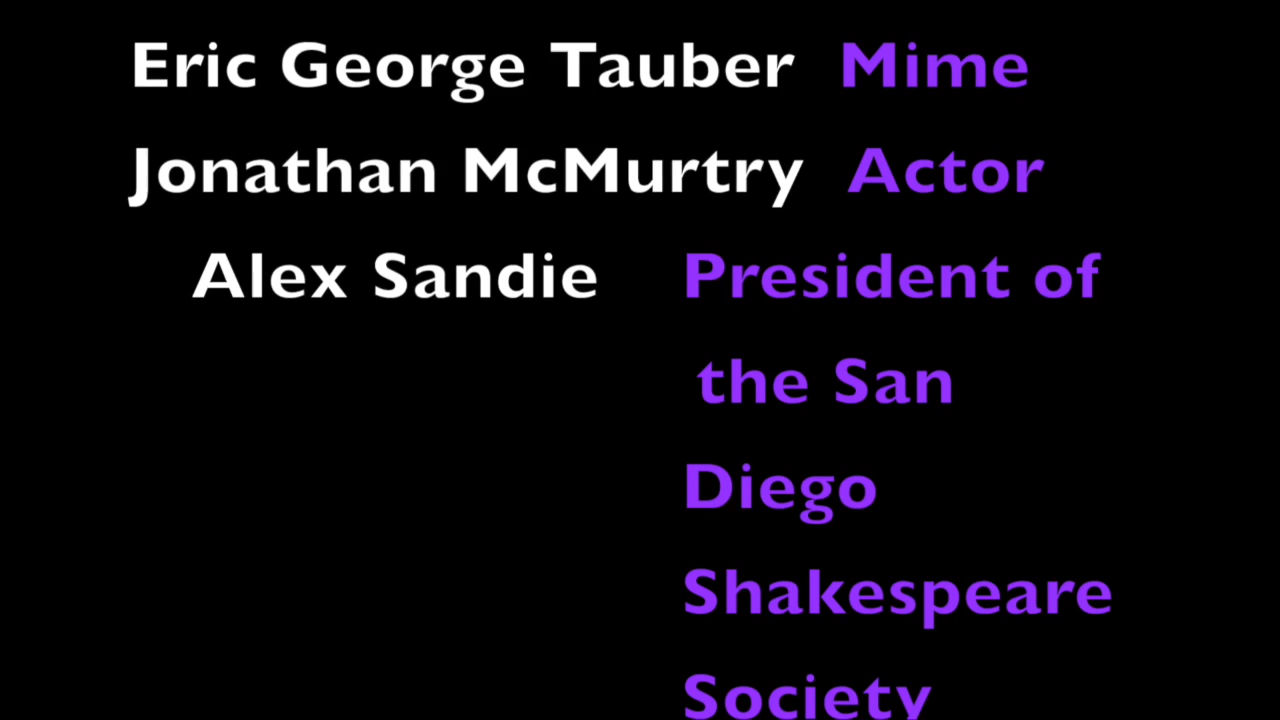 Eric George Tauber Mime
Jonathan McMurtry Actor
Alex Sandie President of
the San
Diego
Shakespeare
Society